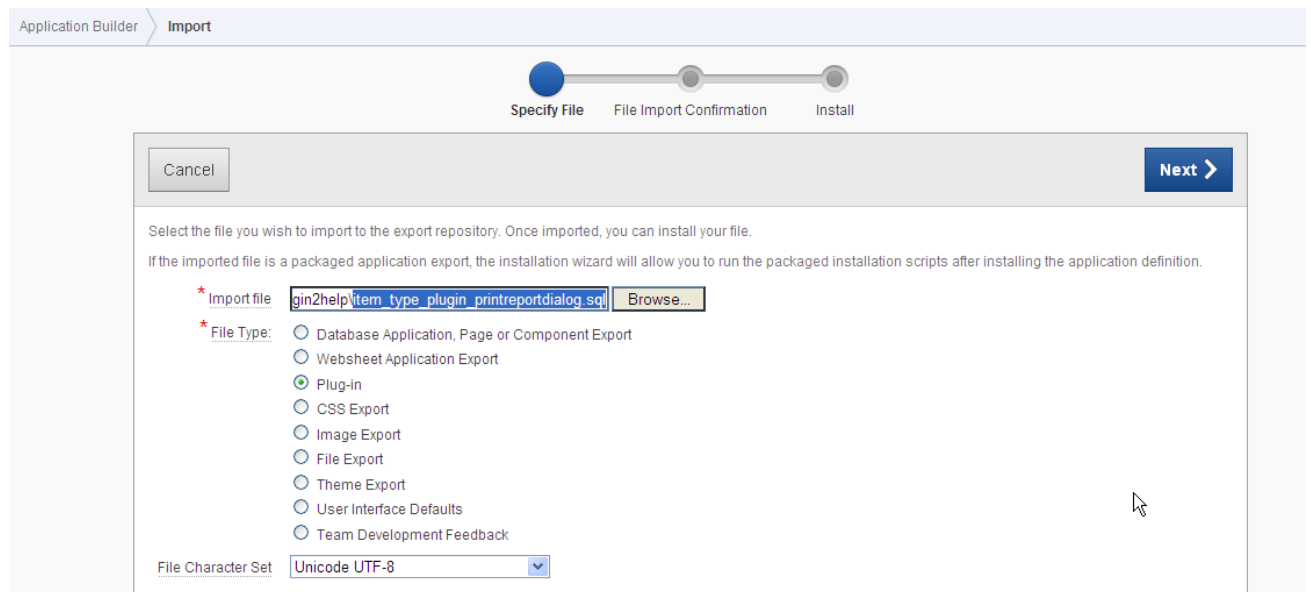 Application Builder Import
Specify File File Import Confirmation Install
Cancel Next
Select the file you wish to import to the export repository. Once imported, you can install your file.
If the imported file is a packaged application export, the installation wizard will allow you to run the packaged installation scripts after installing the application definition.
* Import file gin2help\item_type_plugin_printreportdialog.sql Browse...
* File Type: Database Application, Page or Component Export
Websheet Application Export
Plug-in
CSS Export
Image Export
File Export
Theme Export
User Interface Defaults
Team Development Feedback
File Character Set Unicode UTF-8